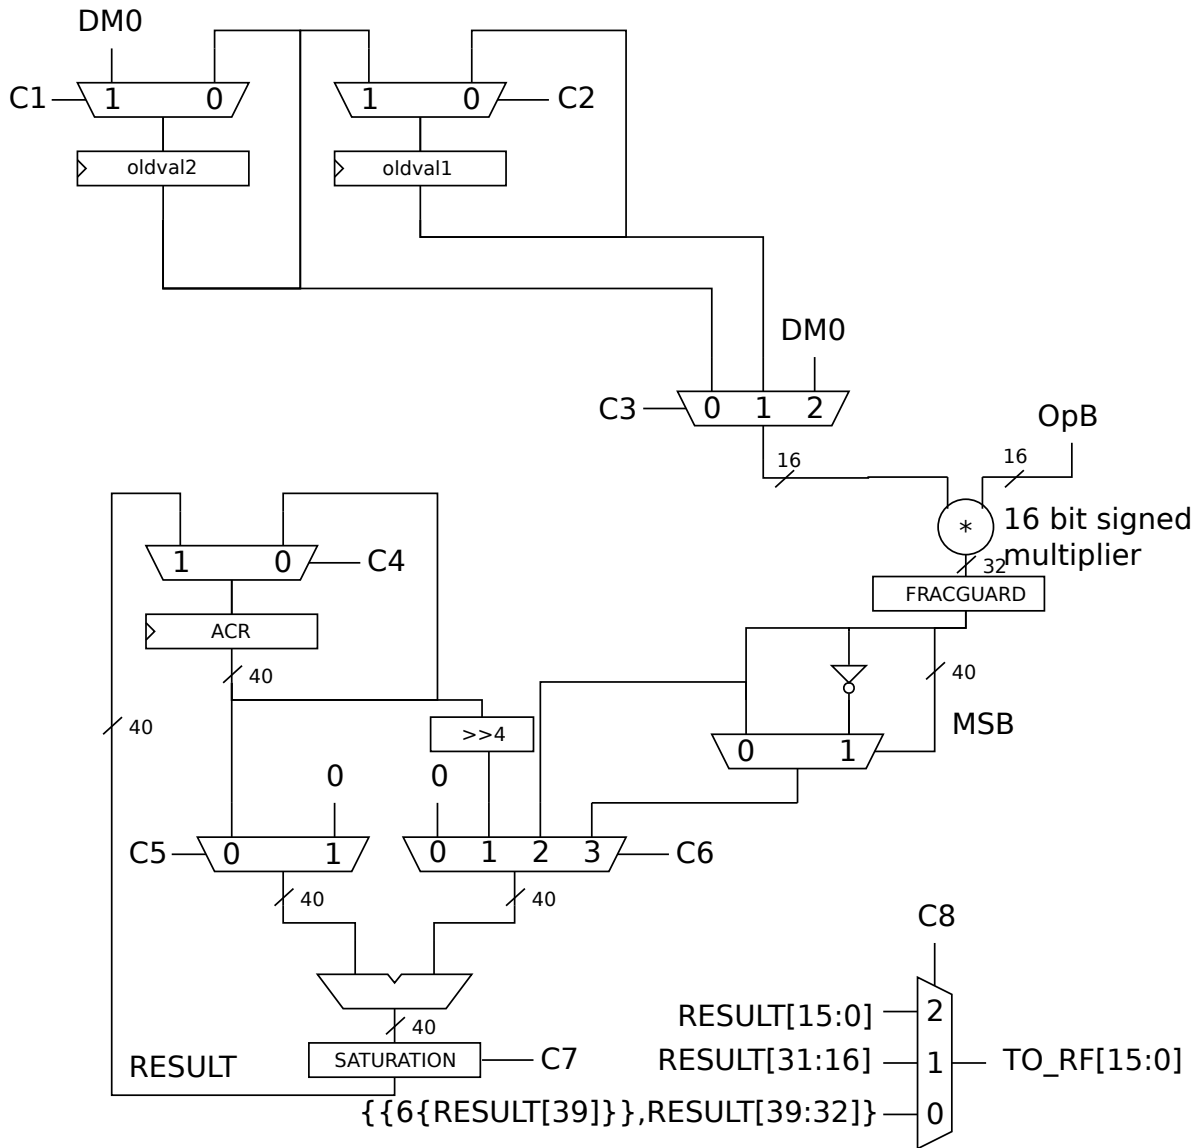 DM0
C1
1 0
1 0
C2
oldval2
oldval1
DM0
C3
0 1 2
OpB
16
16
*
16 bit signed
multiplier
32
FRACGUARD
1 0
C4
ACR
40
40
40
MSB
>>4
0 1
0
0
C5
0 1
0 1 2 3
C6
40
40
40
SATURATION
C7
RESULT
C8
RESULT[15:0]
2
RESULT[31:16]
1
TO_RF[15:0]
{{6{RESULT[39]}},RESULT[39:32]}
0